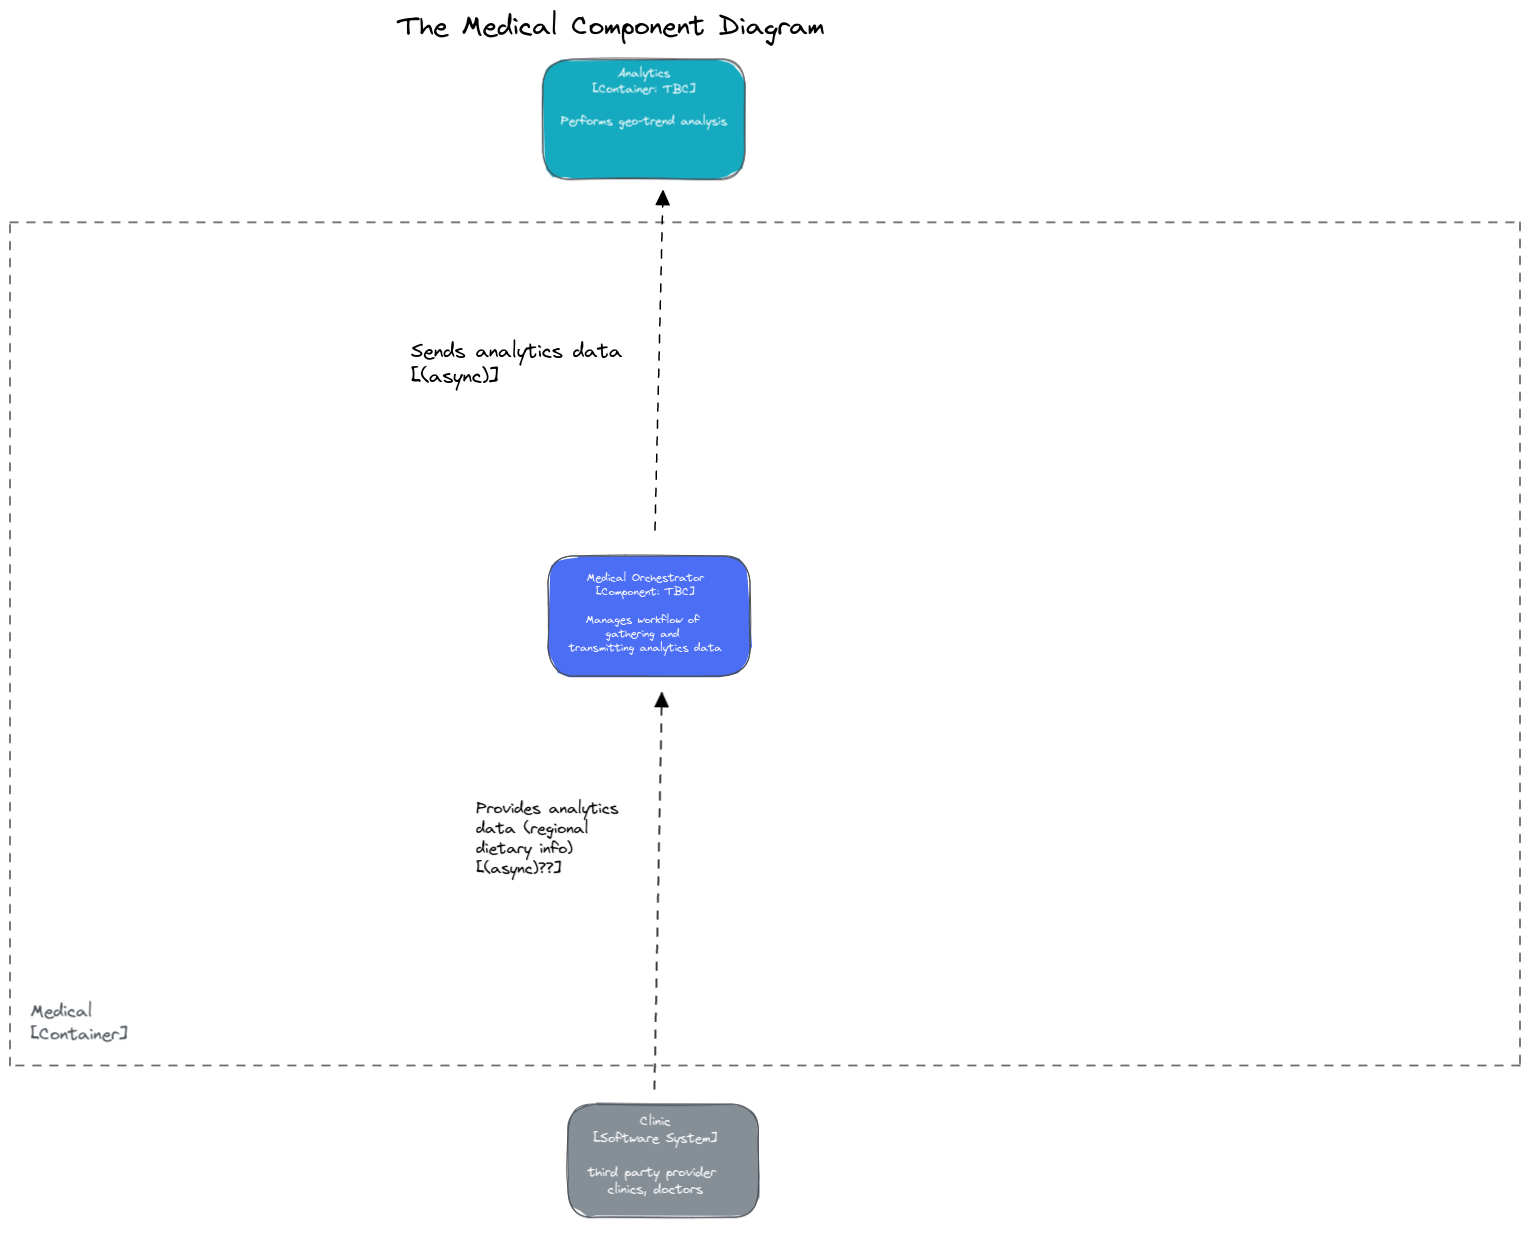 The Medical Component Diagram
Analytics
[Container: TBC]
Performs geo-trend analysis
Sends analytics data
[(async)]
Medical Orchestrator
[Component: TBC]
Manages workflow of
gathering and
transmitting analytics data
Provides analytics
data (regional
dietary info)
[(async)??]
Medical
[Container]
Clinic
[Software System]
third party provider
clinics, doctors